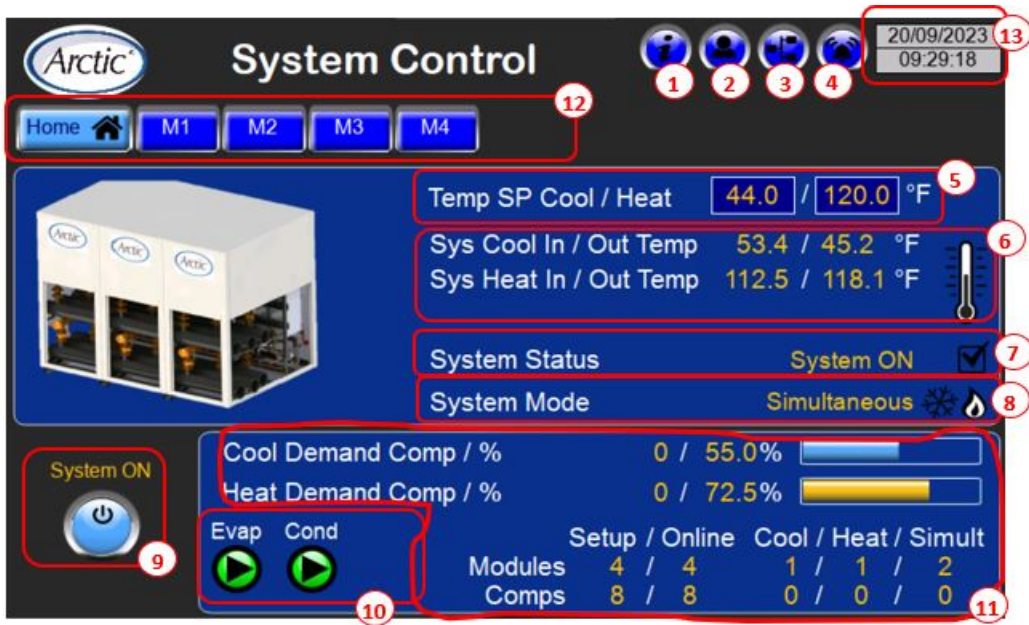 Arctic
System Control
20/09/2023
09:29:18
13
1
2
3
4
12
Home M1 M2 M3 M4
5
Temp SP Cool / Heat 44.0 / 120.0 °F
6
Sys Cool In / Out Temp 53.4 / 45.2 °F
Sys Heat In / Out Temp 112.5 / 118.1 °F
Arctic
Arctic
Arctic
System Status System ON
7
System Mode Simultaneous
8
Cool Demand Comp / % 0 / 55.0%
Heat Demand Comp / % 0 / 72.5%
System ON
9
Evap Cond
10
Setup / Online Cool / Heat / Simult
Modules 4 / 4 1 / 1 / 2
Comps 8 / 8 0 / 0 / 0
11